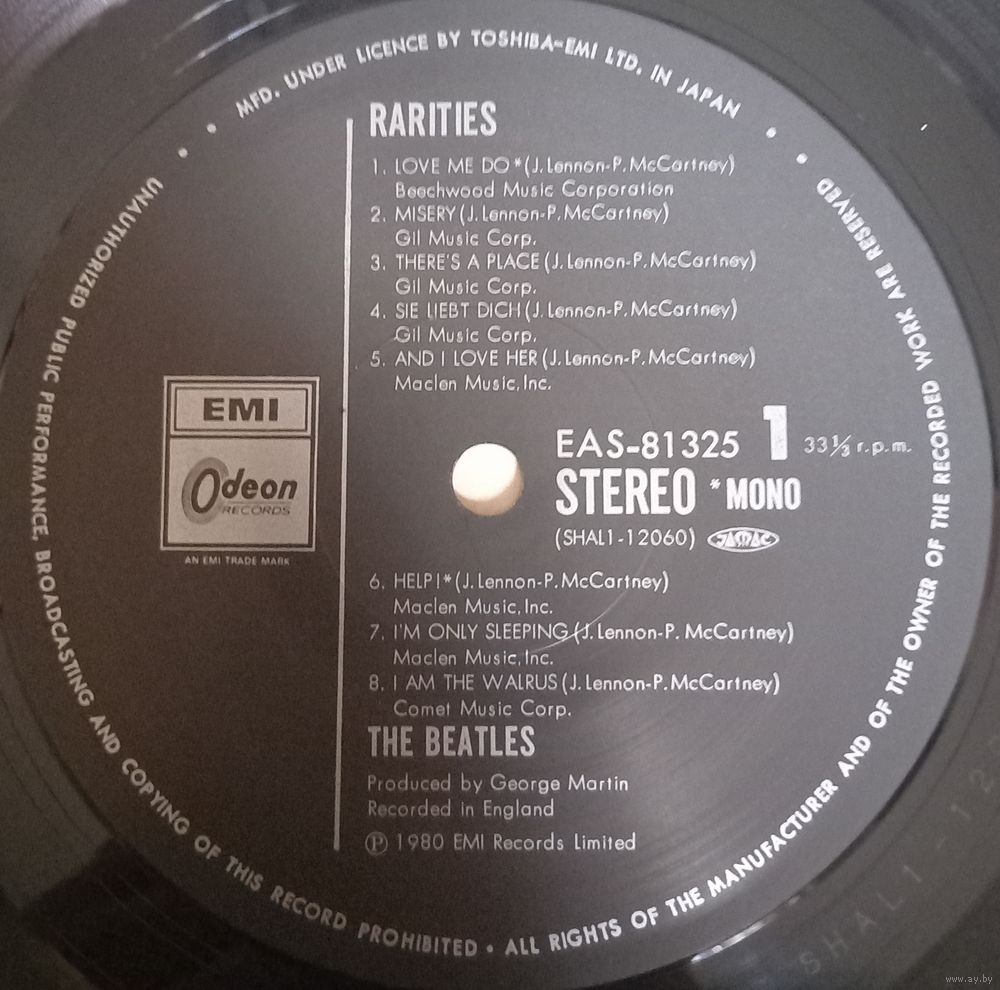 MFD. UNDER LICENCE BY TOSHIBA-EMI LTD. IN JAPAN
RARITIES
1. LOVE ME DO*(J.Lennon-P.McCartney)
Beechwood Music Corporation
2. MISERY(J.Lennon-P.McCartney)
Gil Music Corp.
3. THERE'S A PLACE(J.Lennon-P.McCartney)
Gil Music Corp.
4. SIE LIEBT DICH(J.Lennon-P.McCartney)
Gil Music Corp.
5. AND I LOVE HER(J.Lennon-P.McCartney)
Maclen Music,Inc.
EMI
Odeon
RECORDS
AN EMI TRADE MARK
EAS-81325 1 33⅓ r.p.m.
STEREO *MONO
(SHAL1-12060) JASRAC
6. HELP!*(J.Lennon-P.McCartney)
Maclen Music,Inc.
7. I'M ONLY SLEEPING(J.Lennon-P.McCartney)
Maclen Music,Inc.
8. I AM THE WALRUS(J.Lennon-P.McCartney)
Comet Music Corp.
THE BEATLES
Produced by George Martin
Recorded in England
℗ 1980 EMI Records Limited
UNAUTHORIZED PUBLIC PERFORMANCE, BROADCASTING AND COPYING OF THIS RECORD PROHIBITED • ALL RIGHTS OF THE MANUFACTURER AND OF THE OWNER OF THE RECORDED WORK ARE RESERVED
www.ay.by